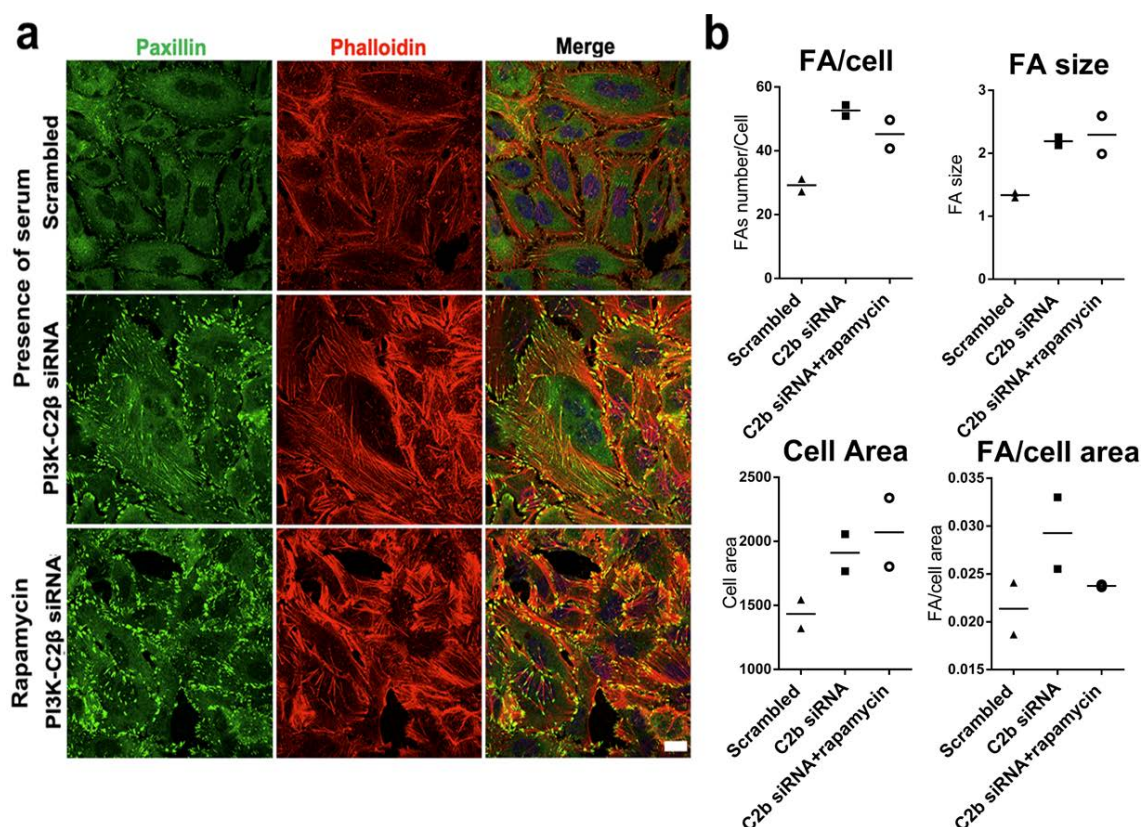 a
Paxillin
Phalloidin
Merge
Presence of serum
Scrambled
PI3K-C2β siRNA
Rapamycin
PI3K-C2β siRNA
b
FA/cell
FAs number/Cell
60
40
20
0
Scrambled
C2b siRNA
C2b siRNA+rapamycin
FA size
FA size
3
2
1
0
Scrambled
C2b siRNA
C2b siRNA+rapamycin
Cell Area
Cell area
2500
2000
1500
1000
Scrambled
C2b siRNA
C2b siRNA+rapamycin
FA/cell area
FA/cell area
0.035
0.030
0.025
0.020
0.015
Scrambled
C2b siRNA
C2b siRNA+rapamycin